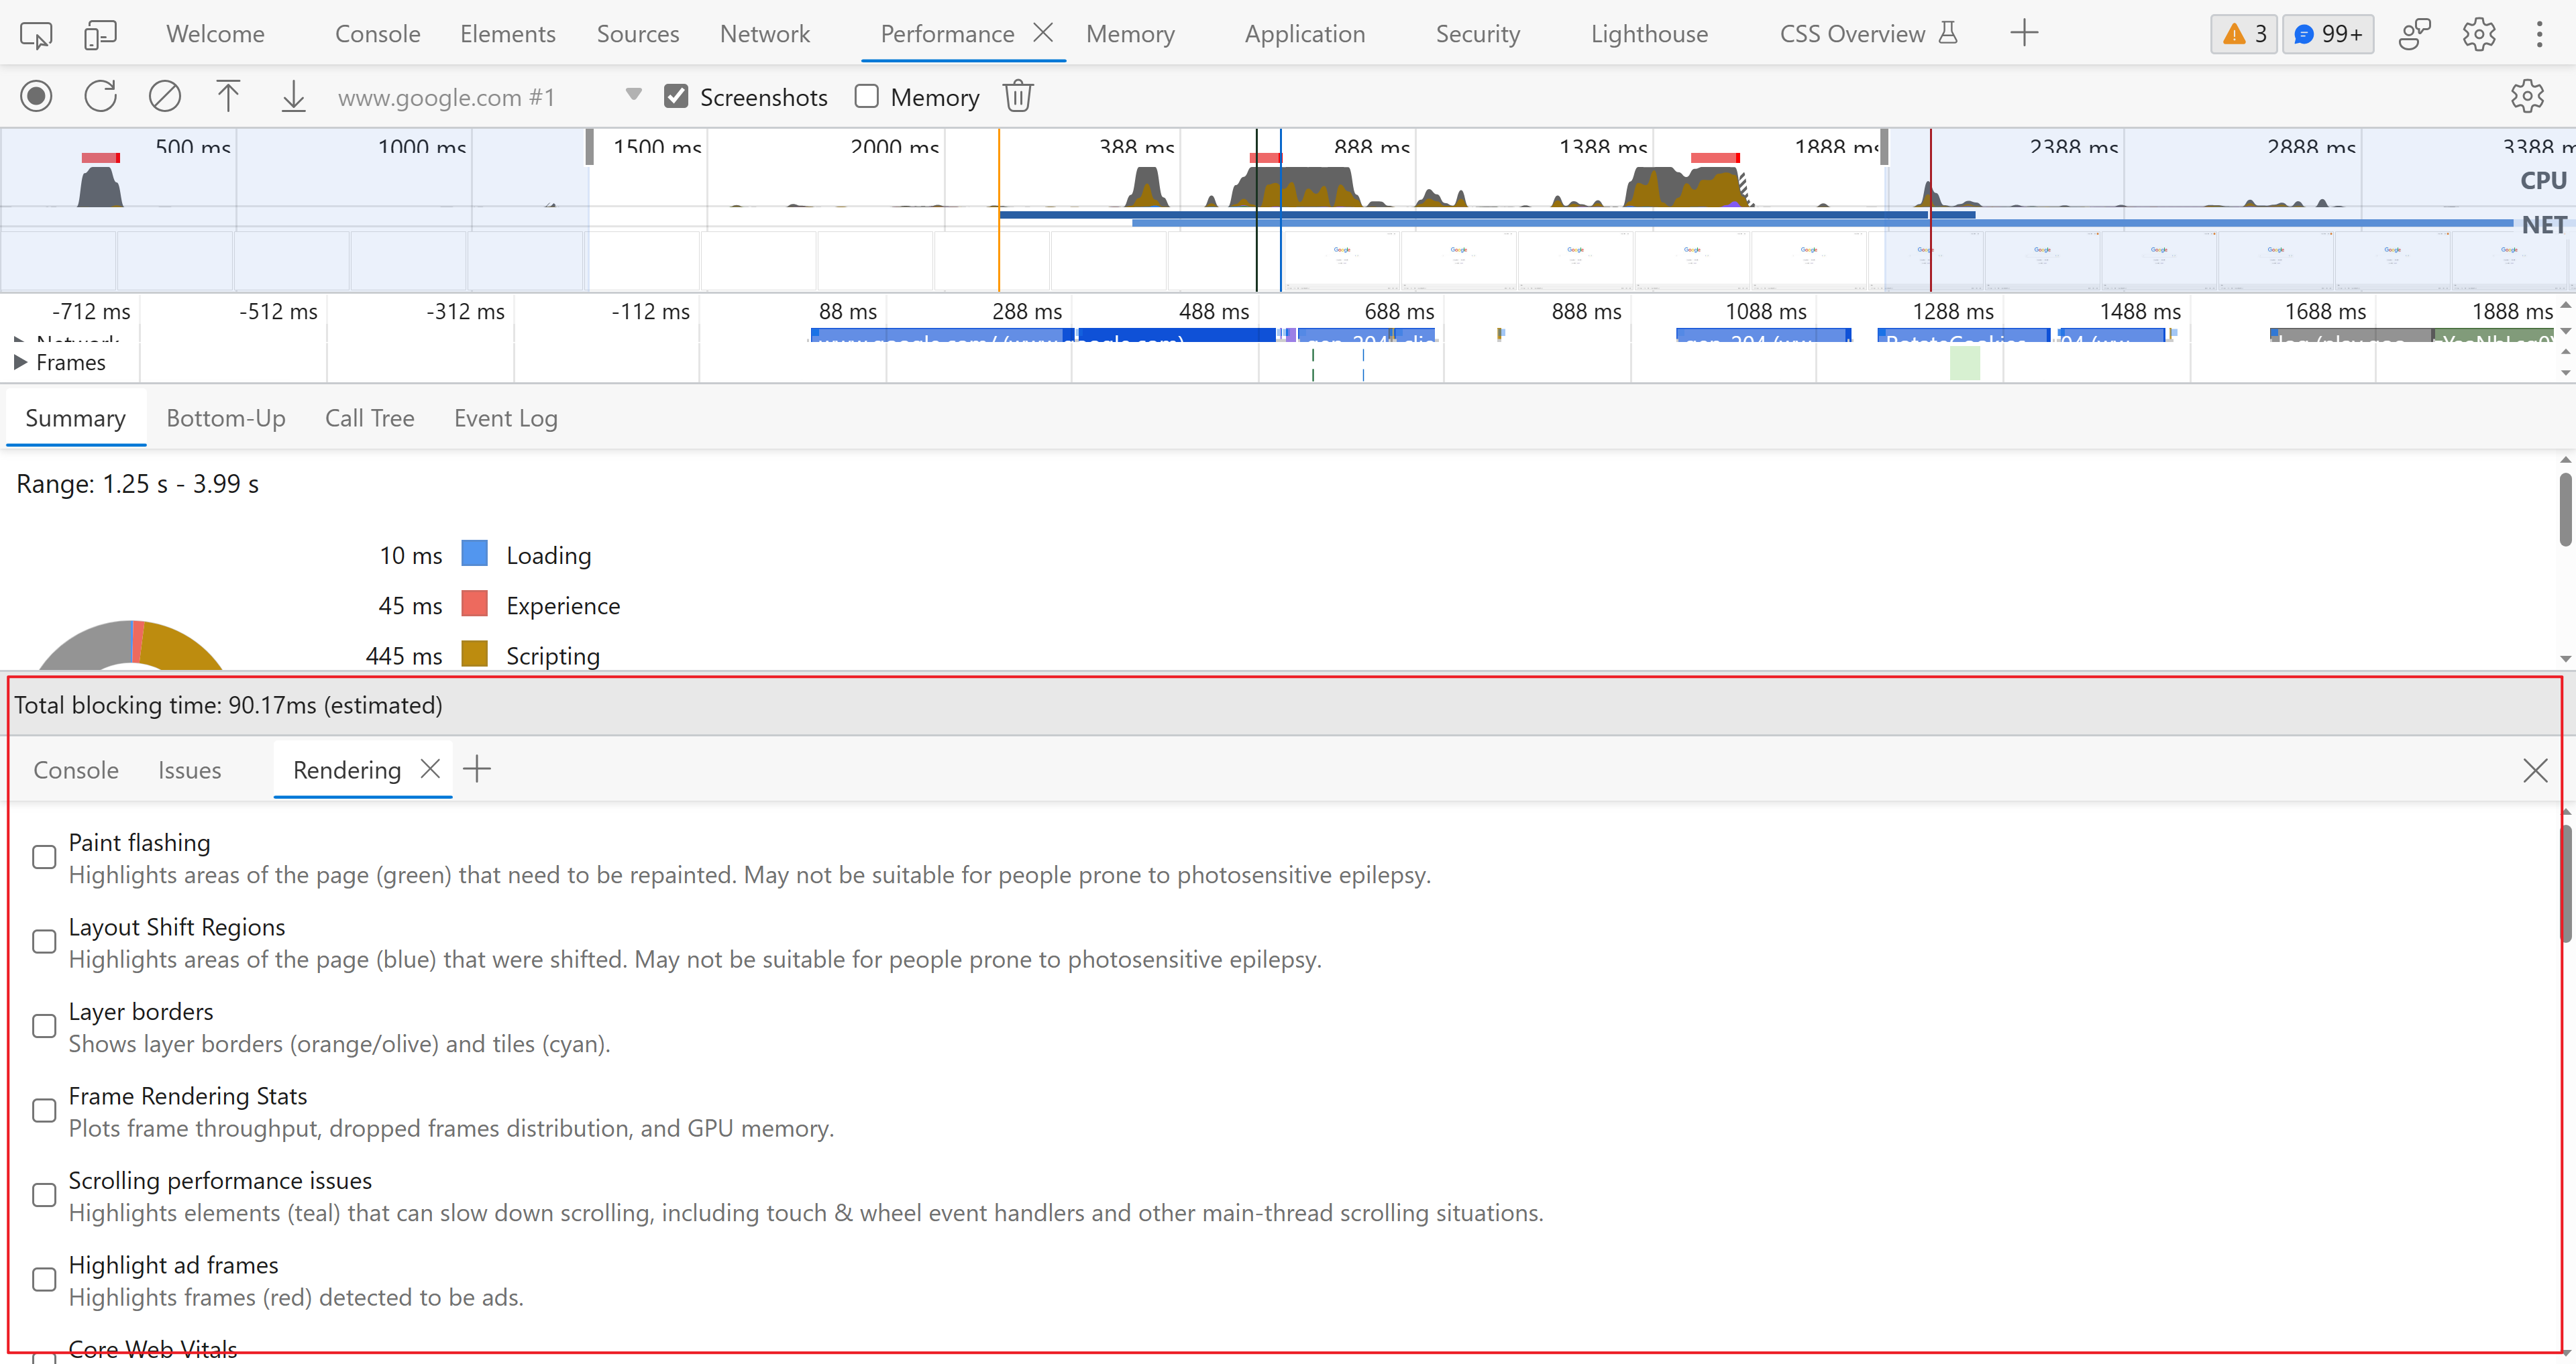 Welcome Console Elements Sources Network Performance Memory Application Security Lighthouse CSS Overview 3 99+
www.google.com #1 Screenshots Memory
500 ms 1000 ms 1500 ms 2000 ms 388 ms 888 ms 1388 ms 1888 ms 2388 ms 2888 ms 3388 m
CPU
NET
-712 ms -512 ms -312 ms -112 ms 88 ms 288 ms 488 ms 688 ms 888 ms 1088 ms 1288 ms 1488 ms 1688 ms 1888 ms
Network
Frames
Summary Bottom-Up Call Tree Event Log
Range: 1.25 s - 3.99 s
10 ms Loading
45 ms Experience
445 ms Scripting
Total blocking time: 90.17ms (estimated)
Console Issues Rendering
Paint flashing
Highlights areas of the page (green) that need to be repainted. May not be suitable for people prone to photosensitive epilepsy.
Layout Shift Regions
Highlights areas of the page (blue) that were shifted. May not be suitable for people prone to photosensitive epilepsy.
Layer borders
Shows layer borders (orange/olive) and tiles (cyan).
Frame Rendering Stats
Plots frame throughput, dropped frames distribution, and GPU memory.
Scrolling performance issues
Highlights elements (teal) that can slow down scrolling, including touch & wheel event handlers and other main-thread scrolling situations.
Highlight ad frames
Highlights frames (red) detected to be ads.
Core Web Vitals